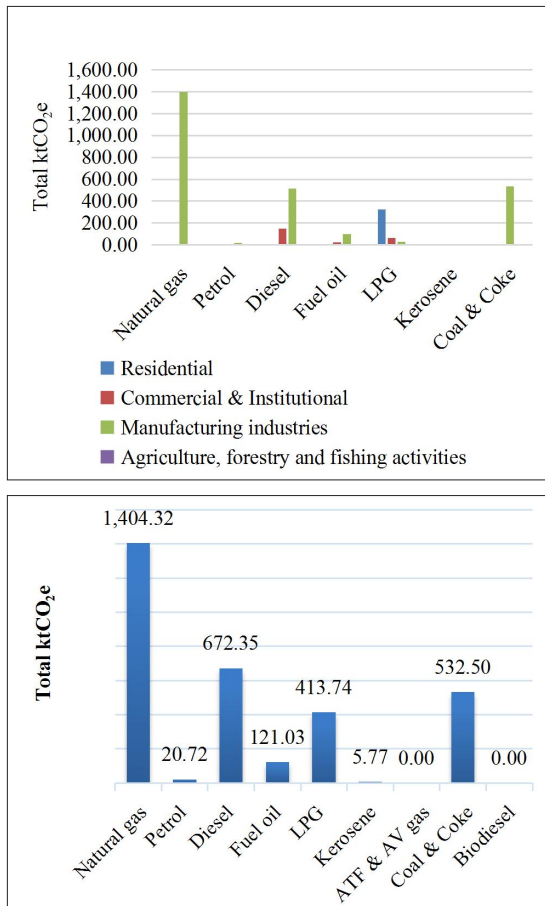 1,600.00
1,400.00
1,200.00
1,000.00
800.00
600.00
400.00
200.00
0.00
Total ktCO₂e
Natural gas
Petrol
Diesel
Fuel oil
LPG
Kerosene
Coal & Coke
Residential
Commercial & Institutional
Manufacturing industries
Agriculture, forestry and fishing activities
Total ktCO₂e
1,404.32
20.72
672.35
121.03
413.74
5.77
0.00
532.50
0.00
Natural gas
Petrol
Diesel
Fuel oil
LPG
Kerosene
ATF & AV gas
Coal & Coke
Biodiesel